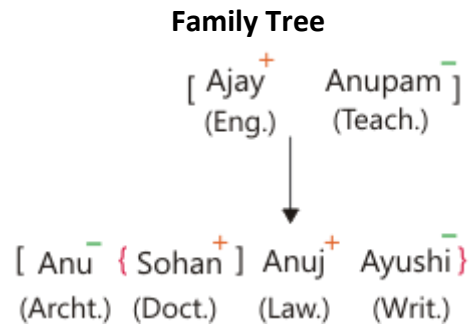 Family Tree
[ Ajay+ Anupam− ]
(Eng.) (Teach.)
[ Anu− { Sohan+ ] Anuj+ Ayushi− }
(Archt.) (Doct.) (Law.) (Writ.)